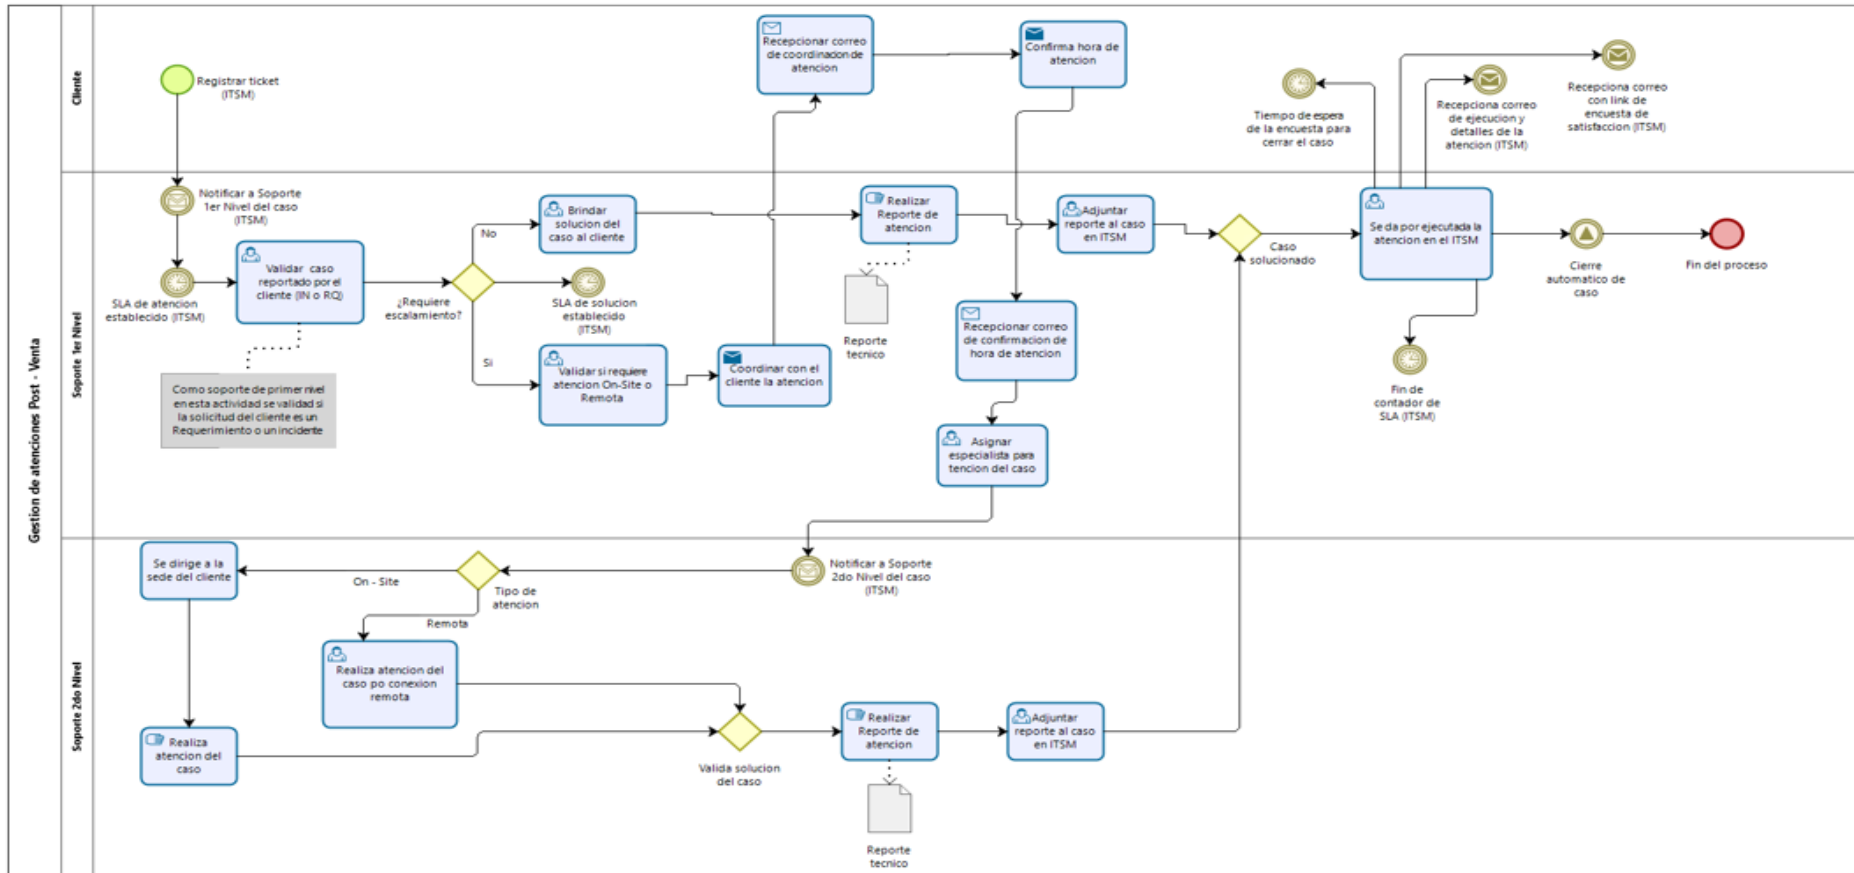 Gestion de atenciones Post - Venta
Cliente
Registrar ticket
(ITSM)
Recepcionar correo
de coordinacion de
atencion
Confirma hora de
atencion
Tiempo de espera
de la encuesta para
cerrar el caso
Recepciona correo
de ejecucion y
detalles de la
atencion (ITSM)
Recepciona correo
con link de
encuesta de
satisfaccion (ITSM)
Soporte 1er Nivel
Notificar a Soporte
1er Nivel del caso
(ITSM)
SLA de atencion
establecido (ITSM)
Validar caso
reportado por el
cliente (IN o RQ)
Como soporte de primer nivel
en esta actividad se validad si
la solicitud del cliente es un
Requerimiento o un incidente
¿Requiere
escalamiento?
No
Si
Brindar
solucion del
caso al cliente
SLA de solucion
establecido
(ITSM)
Validar si requiere
atencion On-Site o
Remota
Coordinar con el
cliente la atencion
Realizar
Reporte de
atencion
Reporte
tecnico
Recepcionar correo
de confirmacion de
hora de atencion
Asignar
especialista para
tencion del caso
Adjuntar
reporte al caso
en ITSM
Caso
solucionado
Se da por ejecutada la
atencion en el ITSM
Fin de
contador de
SLA (ITSM)
Cierre
automatico de
caso
Fin del proceso
Soporte 2do Nivel
Notificar a Soporte
2do Nivel del caso
(ITSM)
Tipo de
atencion
On - Site
Remota
Se dirige a la
sede del cliente
Realiza
atencion del
caso
Realiza atencion del
caso po conexion
remota
Valida solucion
del caso
Realizar
Reporte de
atencion
Reporte
tecnico
Adjuntar
reporte al caso
en ITSM